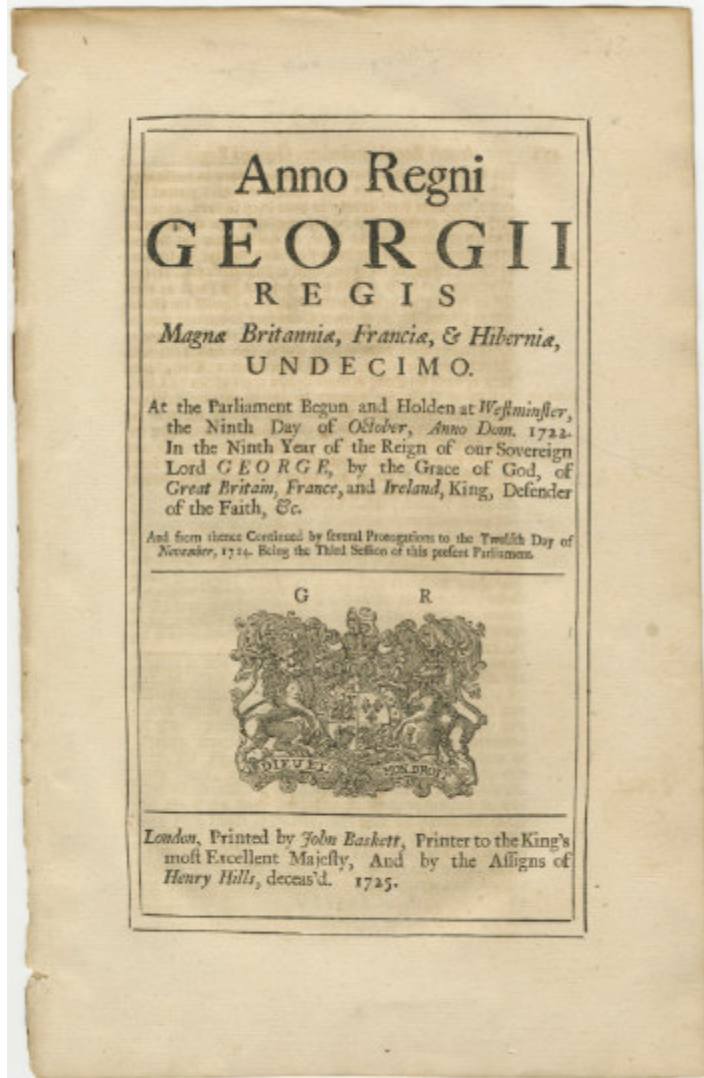 Anno Regni
GEORGII
REGIS
Magnæ Britanniæ, Franciæ, & Hiberniæ,
UNDECIMO.
At the Parliament Begun and Holden at Weſtminſter,
the Ninth Day of October, Anno Dom. 1722.
In the Ninth Year of the Reign of our Sovereign
Lord GEORGE, by the Grace of God, of
Great Britain, France, and Ireland, King, Defender
of the Faith, &c.
And from thence Continued by ſeveral Prorogations to the Twelfth Day of
November, 1724. Being the Third Seſſion of this preſent Parliament.
G R
DIEU ET MON DROI
London, Printed by John Baskett, Printer to the King's
moſt Excellent Majeſty, And by the Aſſigns of
Henry Hills, deceas'd. 1725.